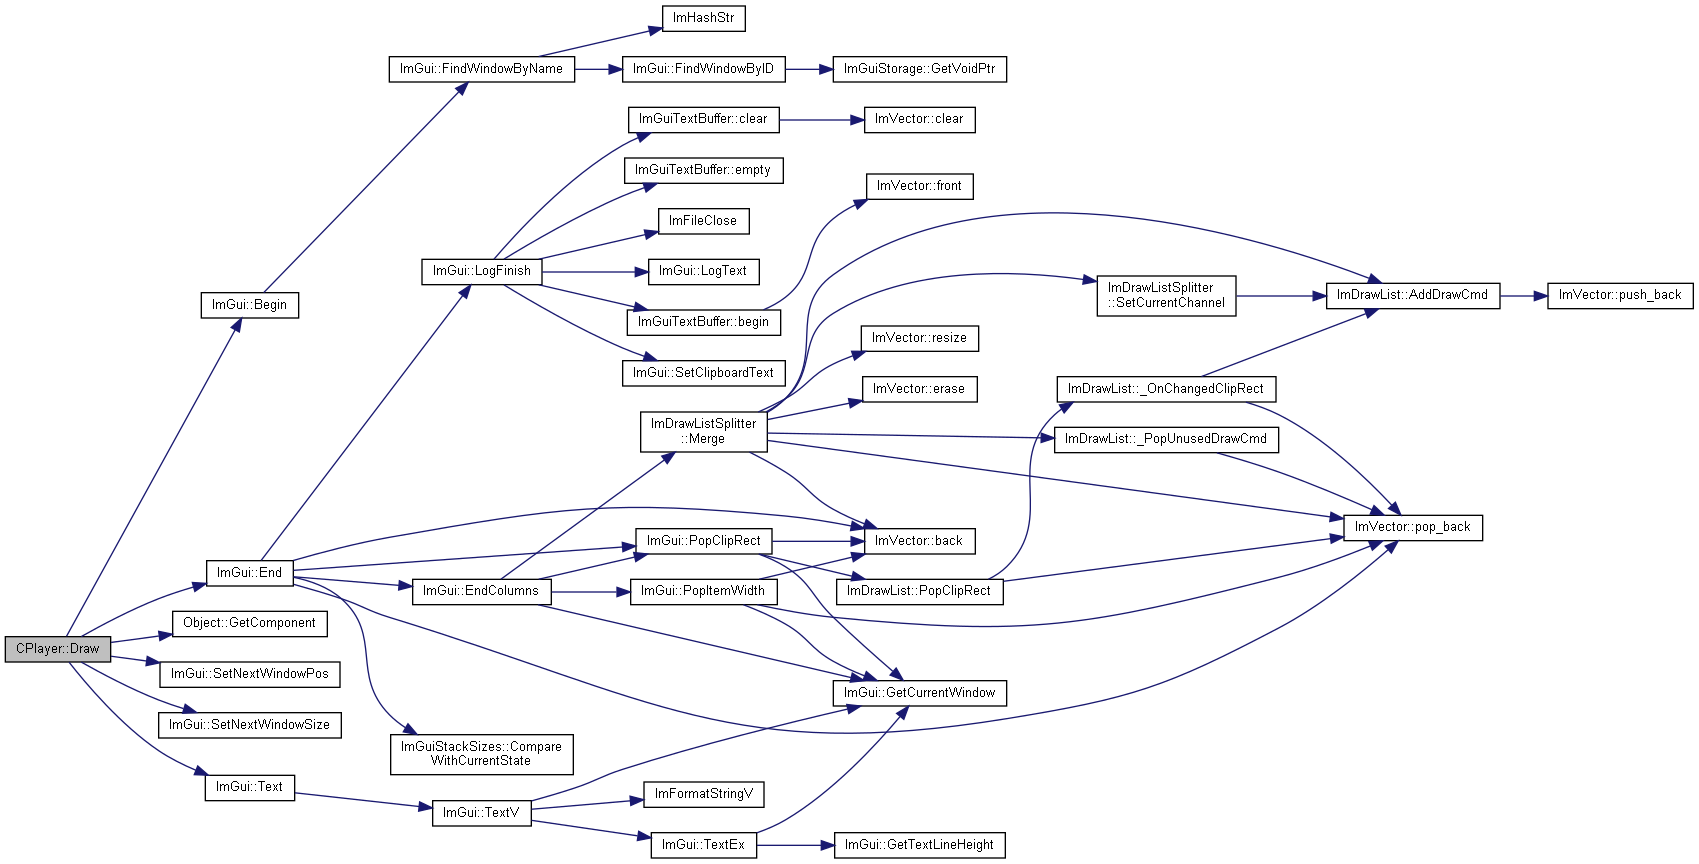 ImHashStr
ImGui::FindWindowByName
ImGui::FindWindowByID
ImGuiStorage::GetVoidPtr
ImGuiTextBuffer::clear
ImVector::clear
ImGuiTextBuffer::empty
ImVector::front
ImFileClose
ImGui::LogFinish
ImGui::LogText
ImDrawListSplitter
::SetCurrentChannel
ImDrawList::AddDrawCmd
ImVector::push_back
ImGui::Begin
ImGuiTextBuffer::begin
ImVector::resize
ImGui::SetClipboardText
ImVector::erase
ImDrawList::_OnChangedClipRect
ImDrawListSplitter
::Merge
ImDrawList::_PopUnusedDrawCmd
ImVector::pop_back
ImGui::PopClipRect
ImVector::back
ImGui::End
ImGui::EndColumns
ImGui::PopItemWidth
ImDrawList::PopClipRect
Object::GetComponent
CPlayer::Draw
ImGui::SetNextWindowPos
ImGui::GetCurrentWindow
ImGui::SetNextWindowSize
ImGuiStackSizes::Compare
WithCurrentState
ImGui::Text
ImFormatStringV
ImGui::TextV
ImGui::TextEx
ImGui::GetTextLineHeight